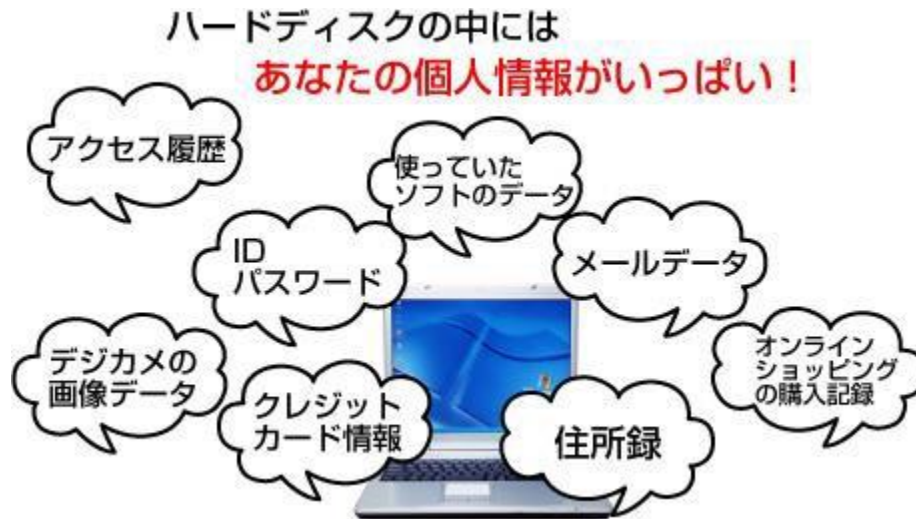 ハードディスクの中には
あなたの個人情報がいっぱい！
アクセス履歴
使っていた
ソフトのデータ
ID
パスワード
メールデータ
デジカメの
画像データ
クレジット
カード情報
住所録
オンライン
ショッピング
の購入記録